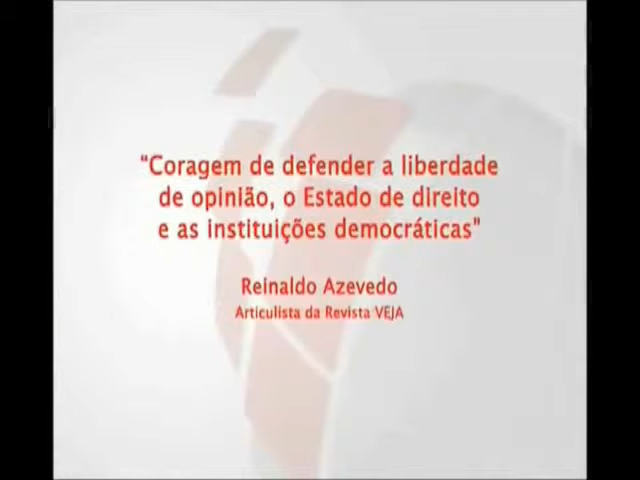 "Coragem de defender a liberdade
de opinião, o Estado de direito
e as instituições democráticas"
Reinaldo Azevedo
Articulista da Revista VEJA